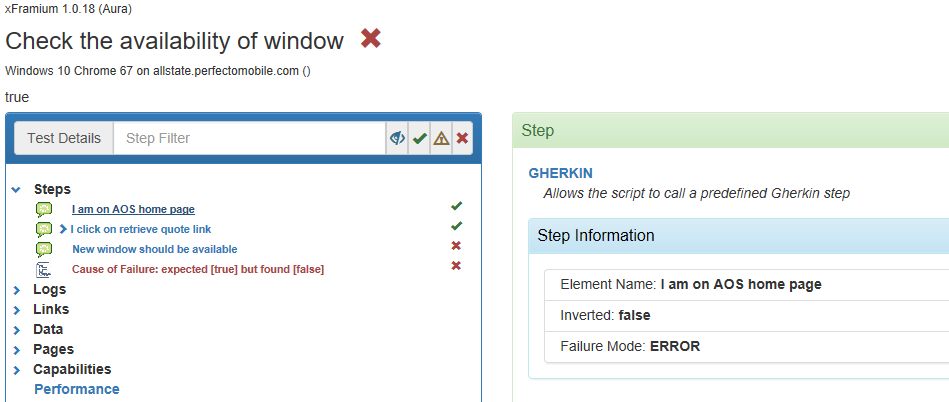 xFramium 1.0.18 (Aura)
Check the availability of window
Windows 10 Chrome 67 on allstate.perfectomobile.com ()
true
Test Details Step Filter
Steps
I am on AOS home page
I click on retrieve quote link
New window should be available
Cause of Failure: expected [true] but found [false]
Logs
Links
Data
Pages
Capabilities
Performance
Step
GHERKIN
Allows the script to call a predefined Gherkin step
Step Information
Element Name: I am on AOS home page
Inverted: false
Failure Mode: ERROR